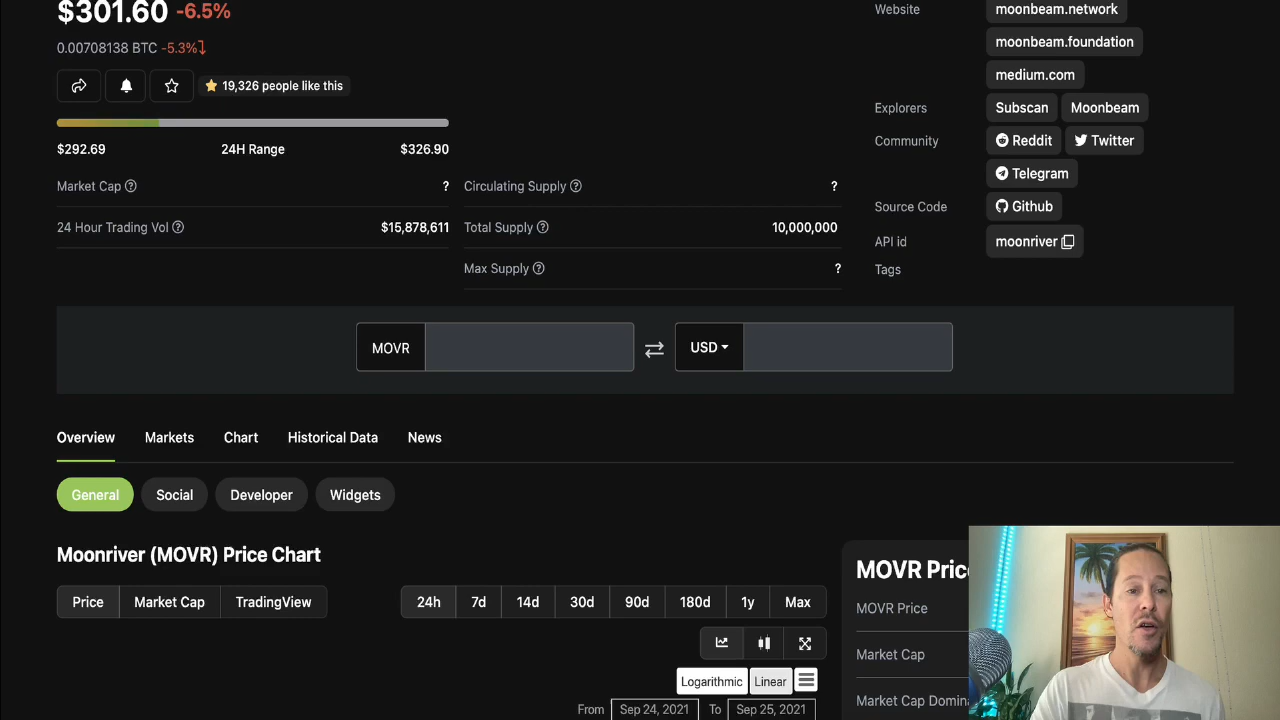 $301.60 -6.5%
0.00708138 BTC -5.3%
19,326 people like this
$292.69 24H Range $326.90
Market Cap ?
24 Hour Trading Vol $15,878,611
Circulating Supply ?
Total Supply 10,000,000
Max Supply ?
Website moonbeam.network
moonbeam.foundation
medium.com
Explorers Subscan Moonbeam
Community Reddit Twitter
Telegram
Source Code Github
API id moonriver
Tags
MOVR USD
Overview Markets Chart Historical Data News
General Social Developer Widgets
Moonriver (MOVR) Price Chart
Price Market Cap TradingView 24h 7d 14d 30d 90d 180d 1y Max
Logarithmic Linear
From Sep 24, 2021 To Sep 25, 2021
MOVR Pric
MOVR Price
Market Cap
Market Cap Domina